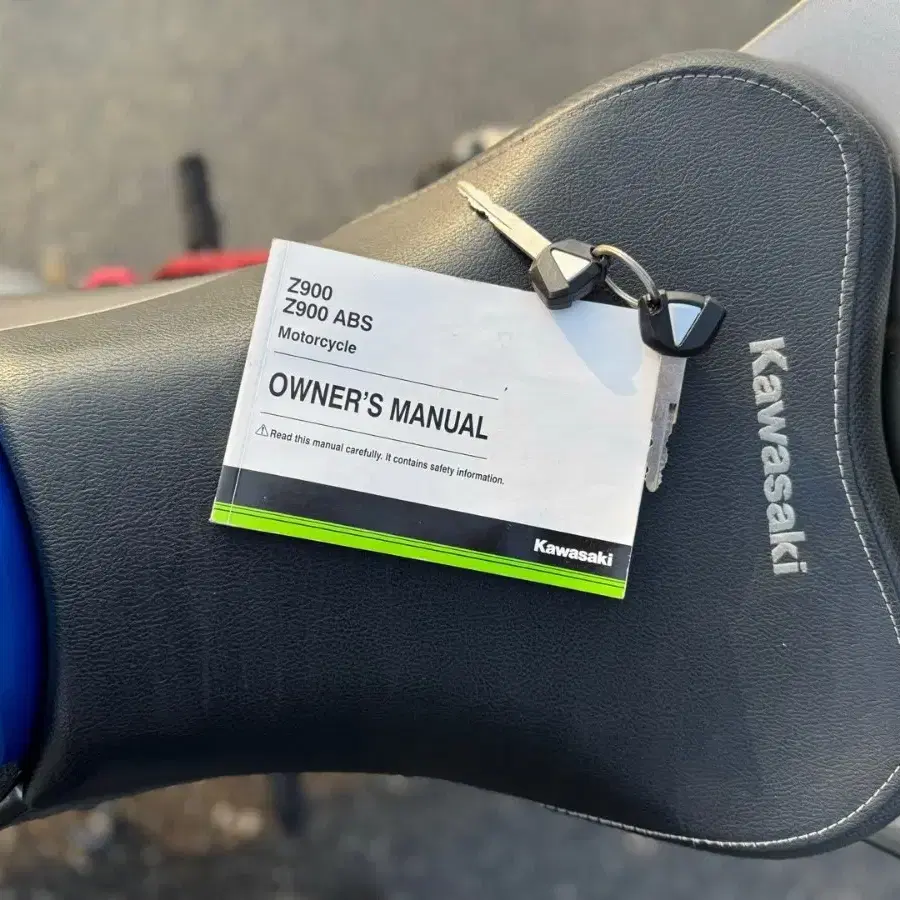 Z900
Z900 ABS
Motorcycle
OWNER'S MANUAL
⚠Read this manual carefully. It contains safety information.
Kawasaki
Kawasaki